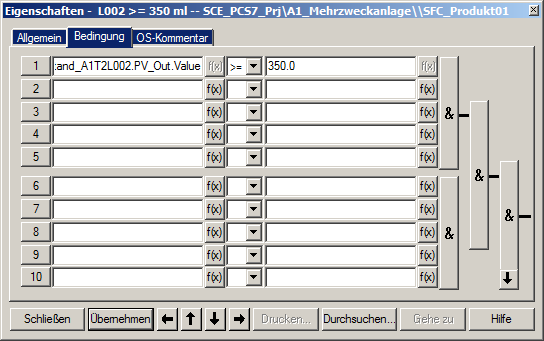 Eigenschaften - L002 >= 350 ml -- SCE_PCS7_Prj\A1_Mehrzweckanlage\\SFC_Produkt01
Allgemein Bedingung OS-Kommentar
1 :and_A1T2L002.PV_Out.Value f(x) >= 350.0 f(x)
2 f(x) f(x)
3 f(x) f(x)
4 f(x) f(x)
5 f(x) f(x)
&
&
6 f(x) f(x)
7 f(x) f(x)
8 f(x) f(x)
9 f(x) f(x)
10 f(x) f(x)
&
&
Schließen Übernehmen Drucken... Durchsuchen... Gehe zu Hilfe